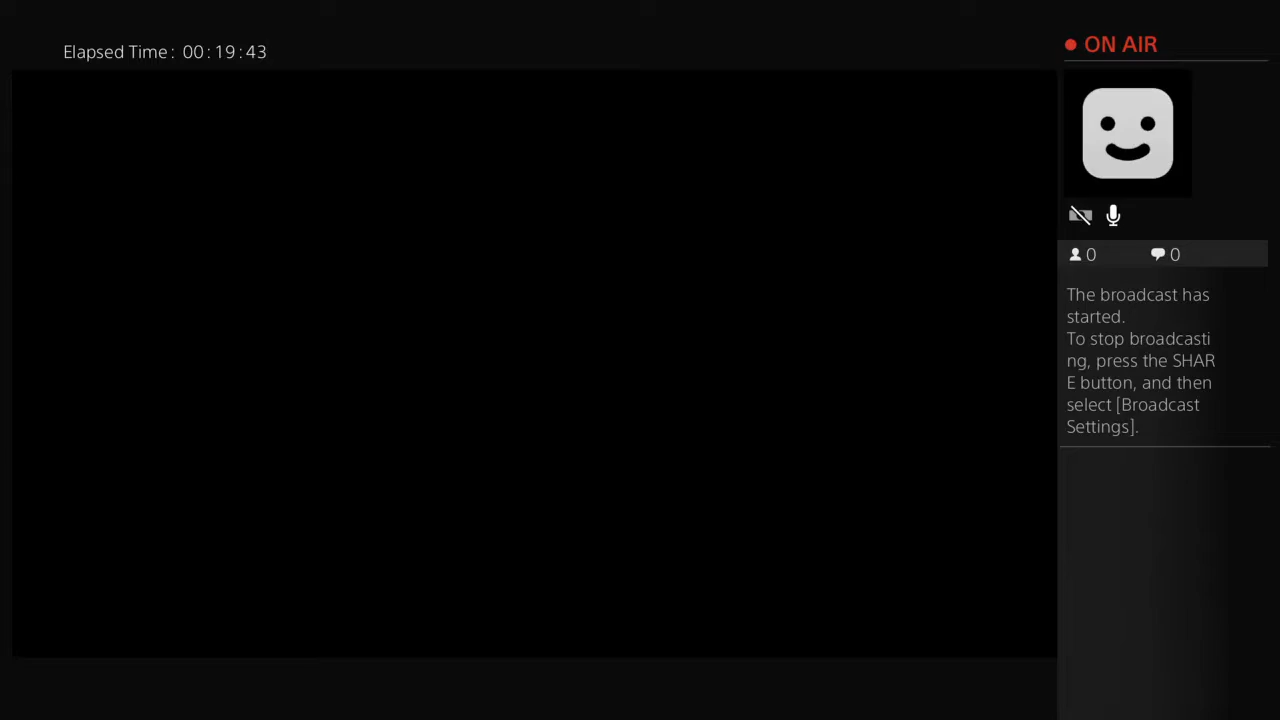 Elapsed Time: 00:19:43
ON AIR
0 0
The broadcast has
started.
To stop broadcasti
ng, press the SHAR
E button, and then
select [Broadcast
Settings].